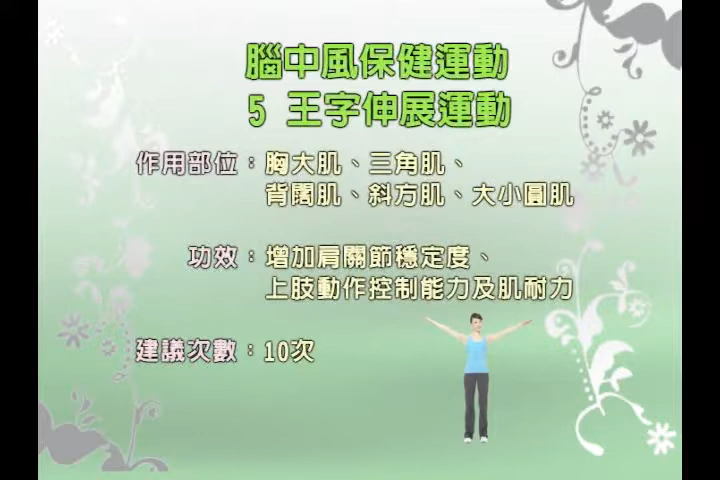 腦中風保健運動
5 王字伸展運動
作用部位：胸大肌、三角肌、
背闊肌、斜方肌、大小圓肌
功效：增加肩關節穩定度、
上肢動作控制能力及肌耐力
建議次數：10次